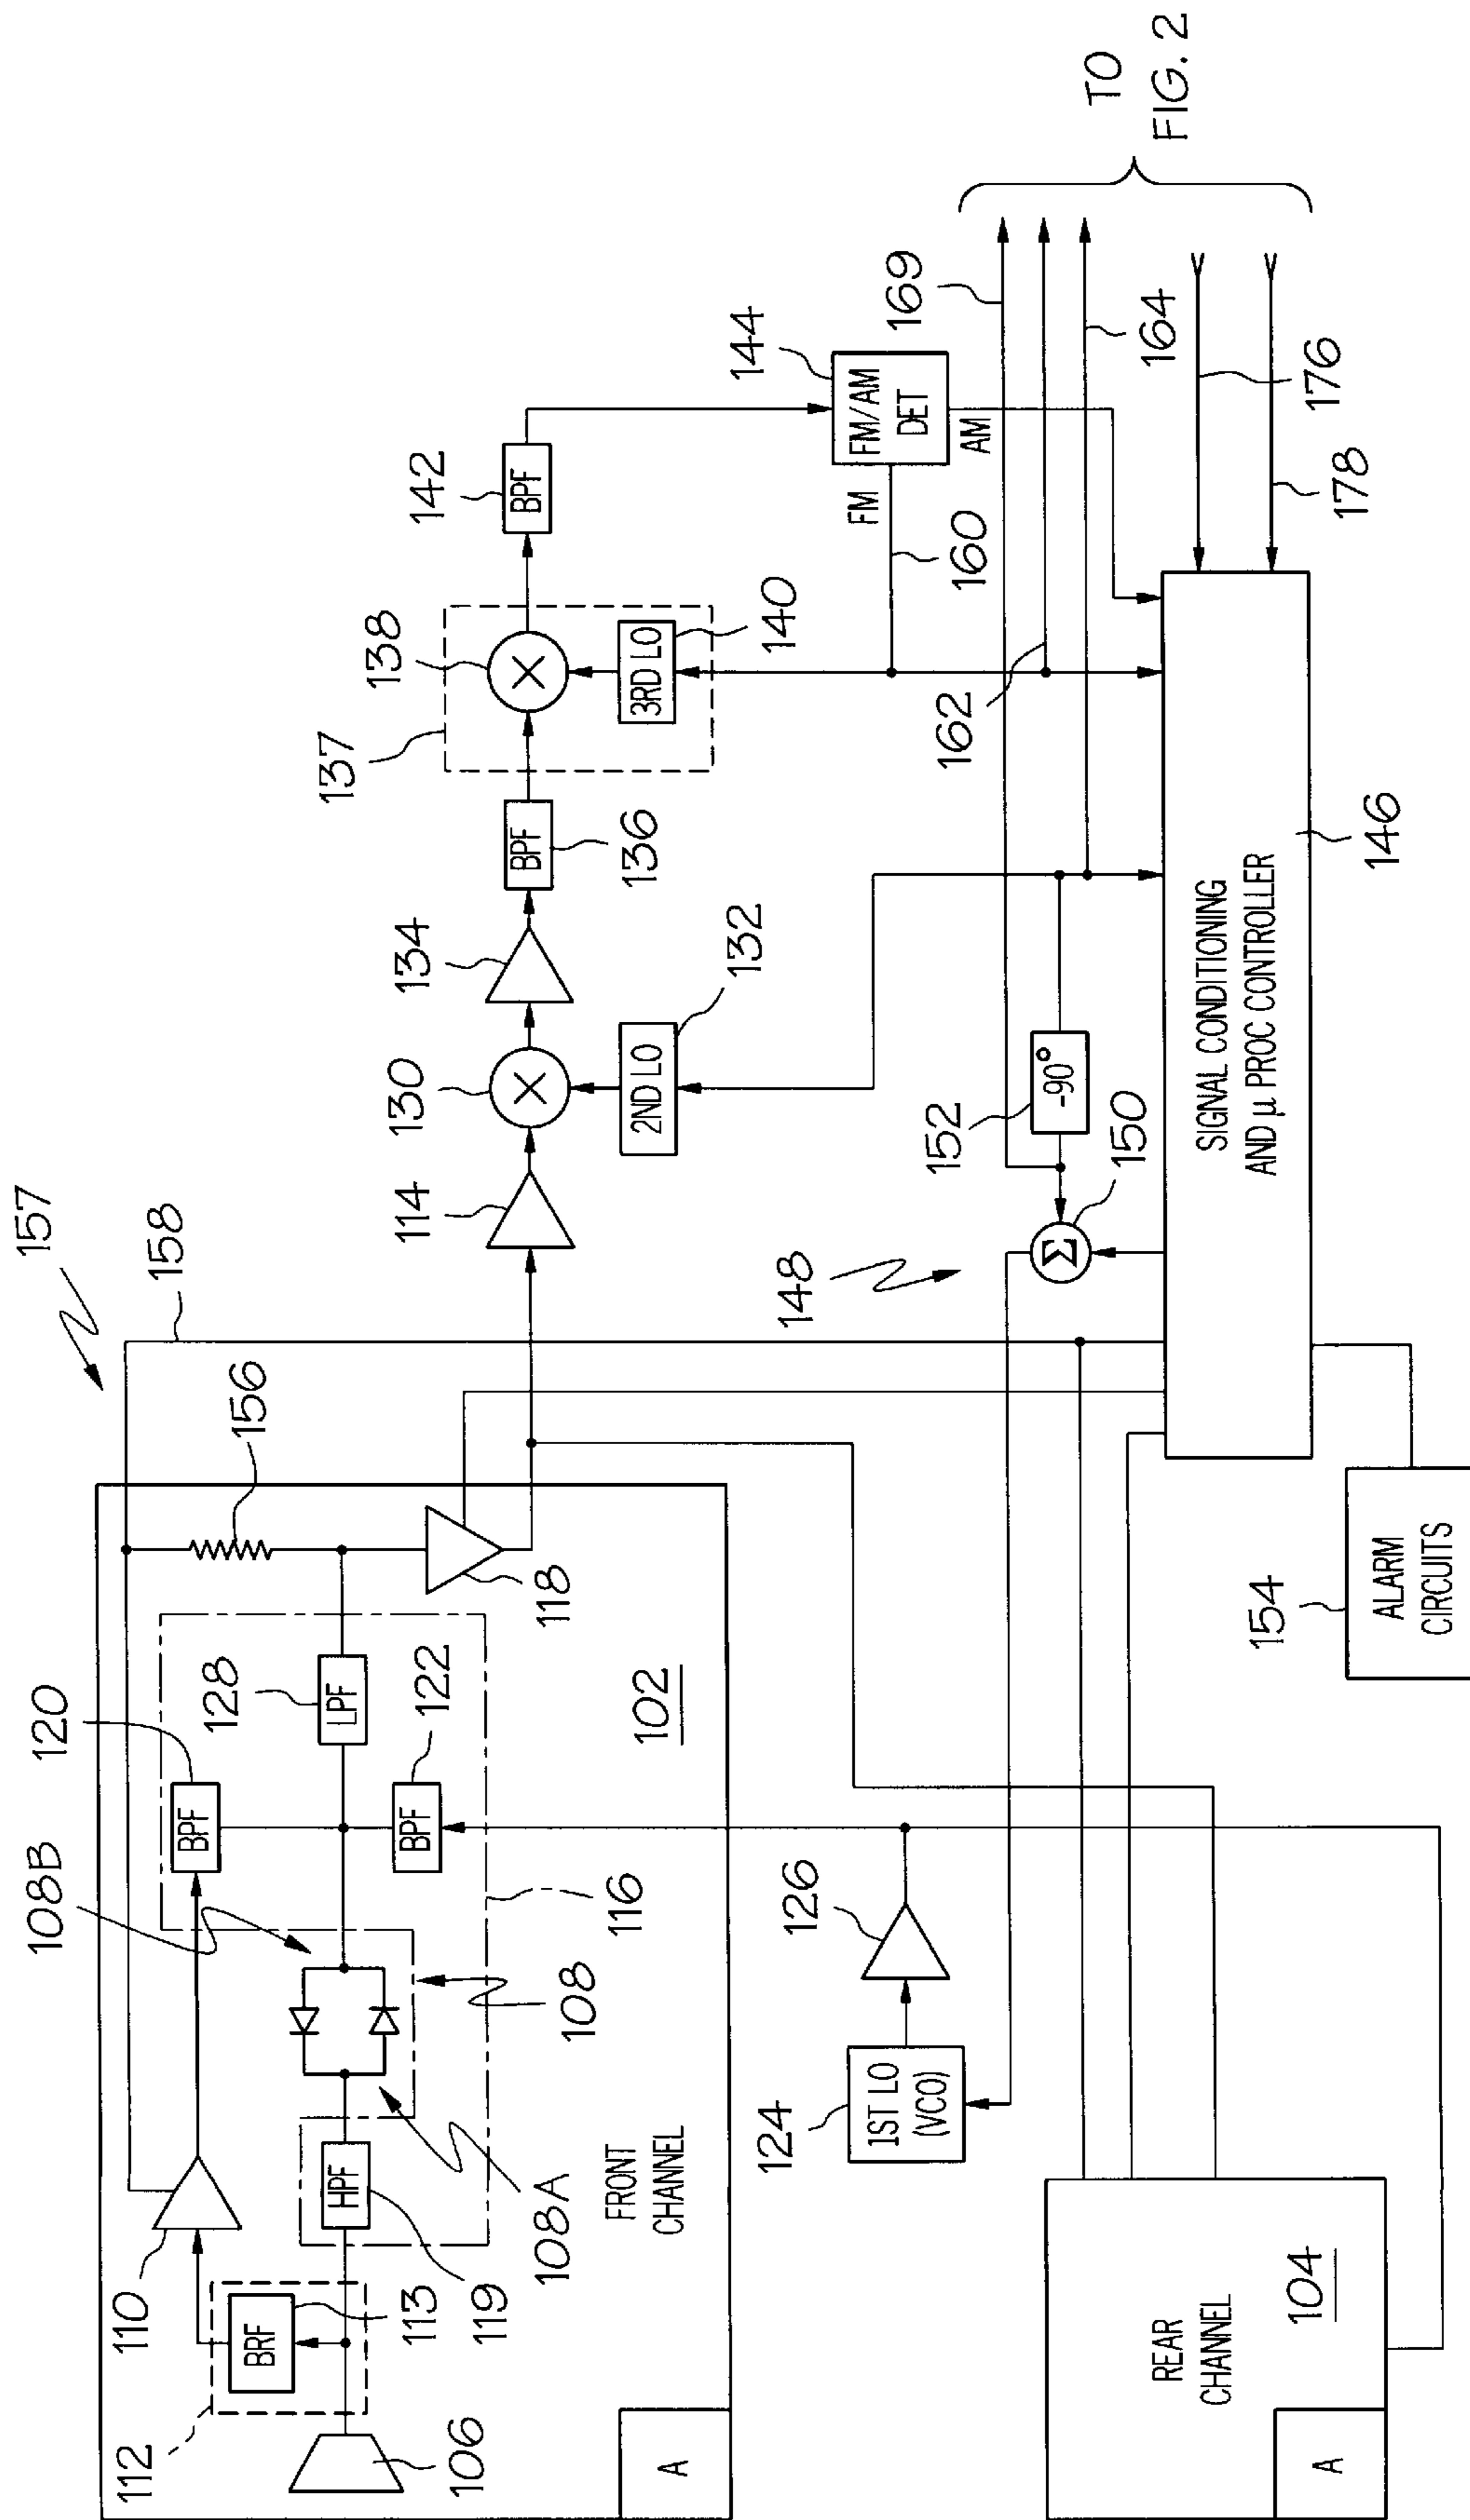 157
158
TO
FIG. 2
120
108B
128
LPF
156
114
130
134
137
138
142
BPF
144
169
110
BPF
BPF
136
3RD LO
140
FM/AM
DET
FM
AM
112
BRF
113
HPF
119
108A
108
BPF
122
116
118
2ND LO
132
160
162
164
106
FRONT
CHANNEL
102
A
148
152
-90°
Σ
150
176
178
124
1ST LO
(VCO)
126
SIGNAL CONDITIONING
AND μ PROC CONTROLLER
146
REAR
CHANNEL
104
A
154
ALARM
CIRCUITS